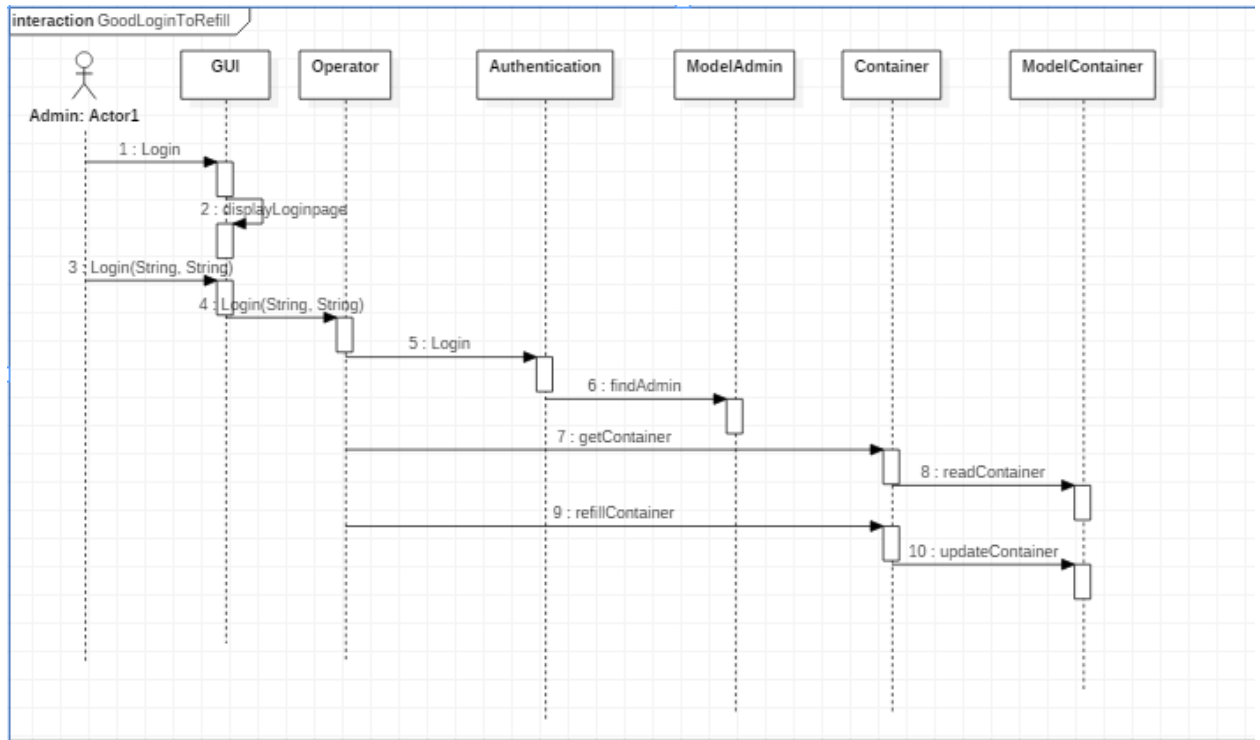 interaction GoodLoginToRefill
GUI
Operator
Authentication
ModelAdmin
Container
ModelContainer
Admin: Actor1
1 : Login
2 : displayLoginpage
3 : Login(String, String)
4 : Login(String, String)
5 : Login
6 : findAdmin
7 : getContainer
8 : readContainer
9 : refillContainer
10 : updateContainer